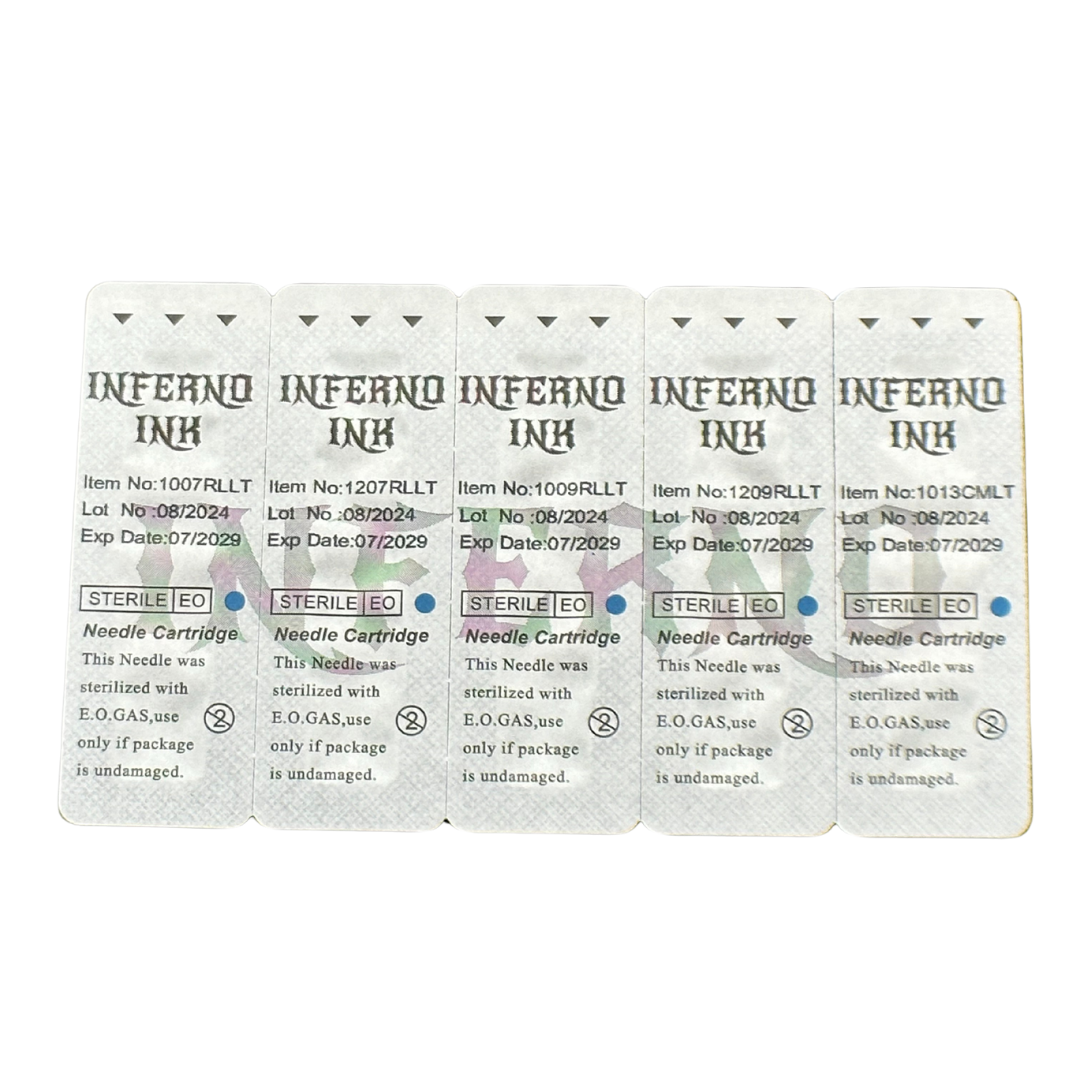 INFERNO
INK
Item No:1007RLLT
Lot No :08/2024
Exp Date:07/2029
STERILE EO
Needle Cartridge
This Needle was
sterilized with
E.O.GAS,use 2
only if package
is undamaged.
INFERNO
INK
Item No:1207RLLT
Lot No :08/2024
Exp Date:07/2029
STERILE EO
Needle Cartridge
This Needle was
sterilized with
E.O.GAS,use 2
only if package
is undamaged.
INFERNO
INK
Item No:1009RLLT
Lot No :08/2024
Exp Date:07/2029
STERILE EO
Needle Cartridge
This Needle was
sterilized with
E.O.GAS,use 2
only if package
is undamaged.
INFERNO
INK
Item No:1209RLLT
Lot No :08/2024
Exp Date:07/2029
STERILE EO
Needle Cartridge
This Needle was
sterilized with
E.O.GAS,use 2
only if package
is undamaged.
INFERNO
INK
Item No:1013CMLT
Lot No :08/2024
Exp Date:07/2029
STERILE EO
Needle Cartridge
This Needle was
sterilized with
E.O.GAS,use 2
only if package
is undamaged.
INFERNO